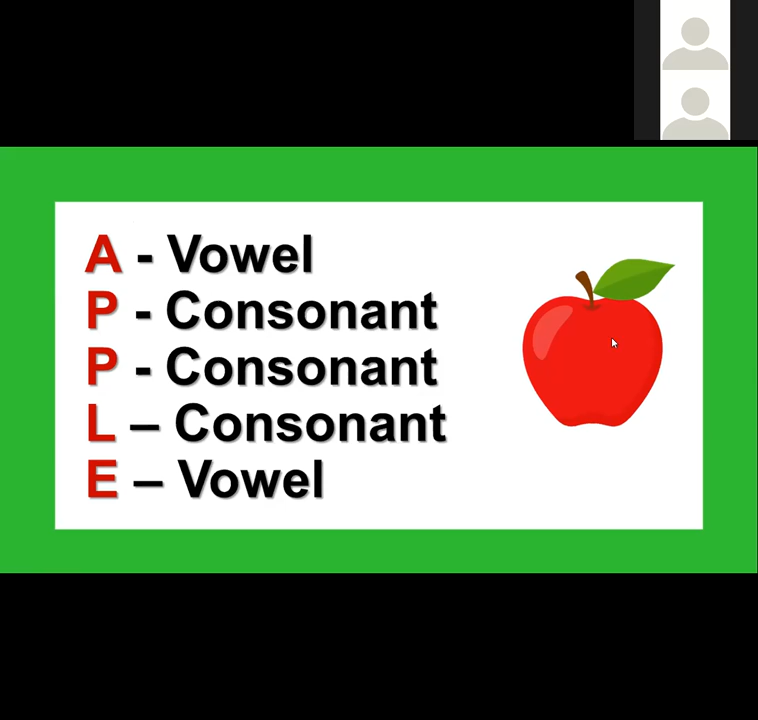 A - Vowel
P - Consonant
P - Consonant
L – Consonant
E – Vowel